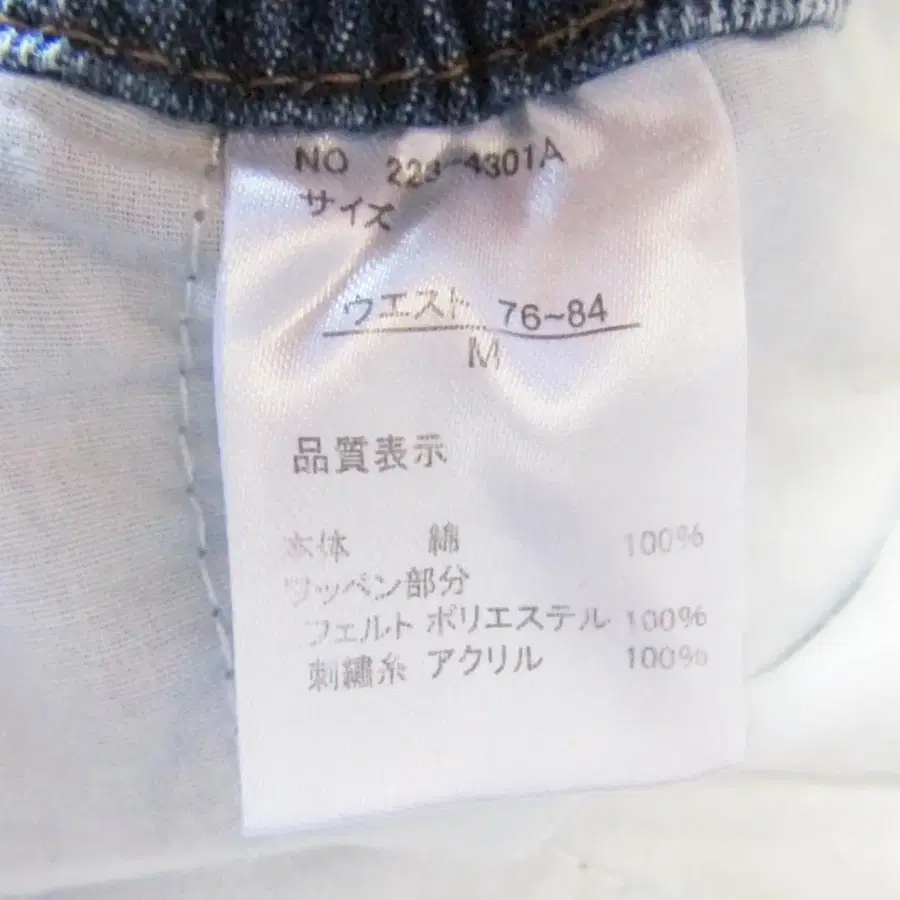 NO 223-4301A
サイズ
ウエスト 76~84
M
品質表示
本体 綿 100%
ワッペン部分
フェルト ポリエステル 100%
刺繍糸 アクリル 100%